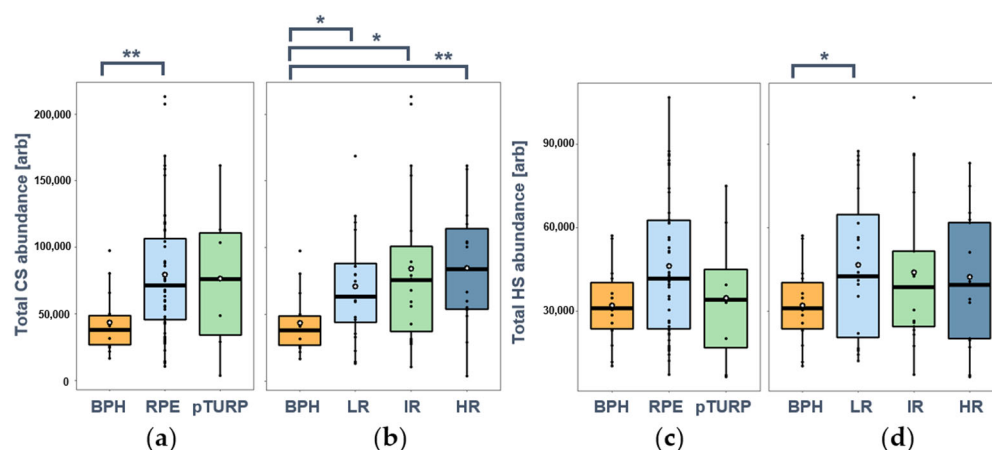 *
** * *
**
Total CS abundance [arb]
200,000
150,000
100,000
50,000
0
BPH RPE pTURP
(a)
BPH LR IR HR
(b)
Total HS abundance [arb]
90,000
60,000
30,000
BPH RPE pTURP
(c)
BPH LR IR HR
(d)